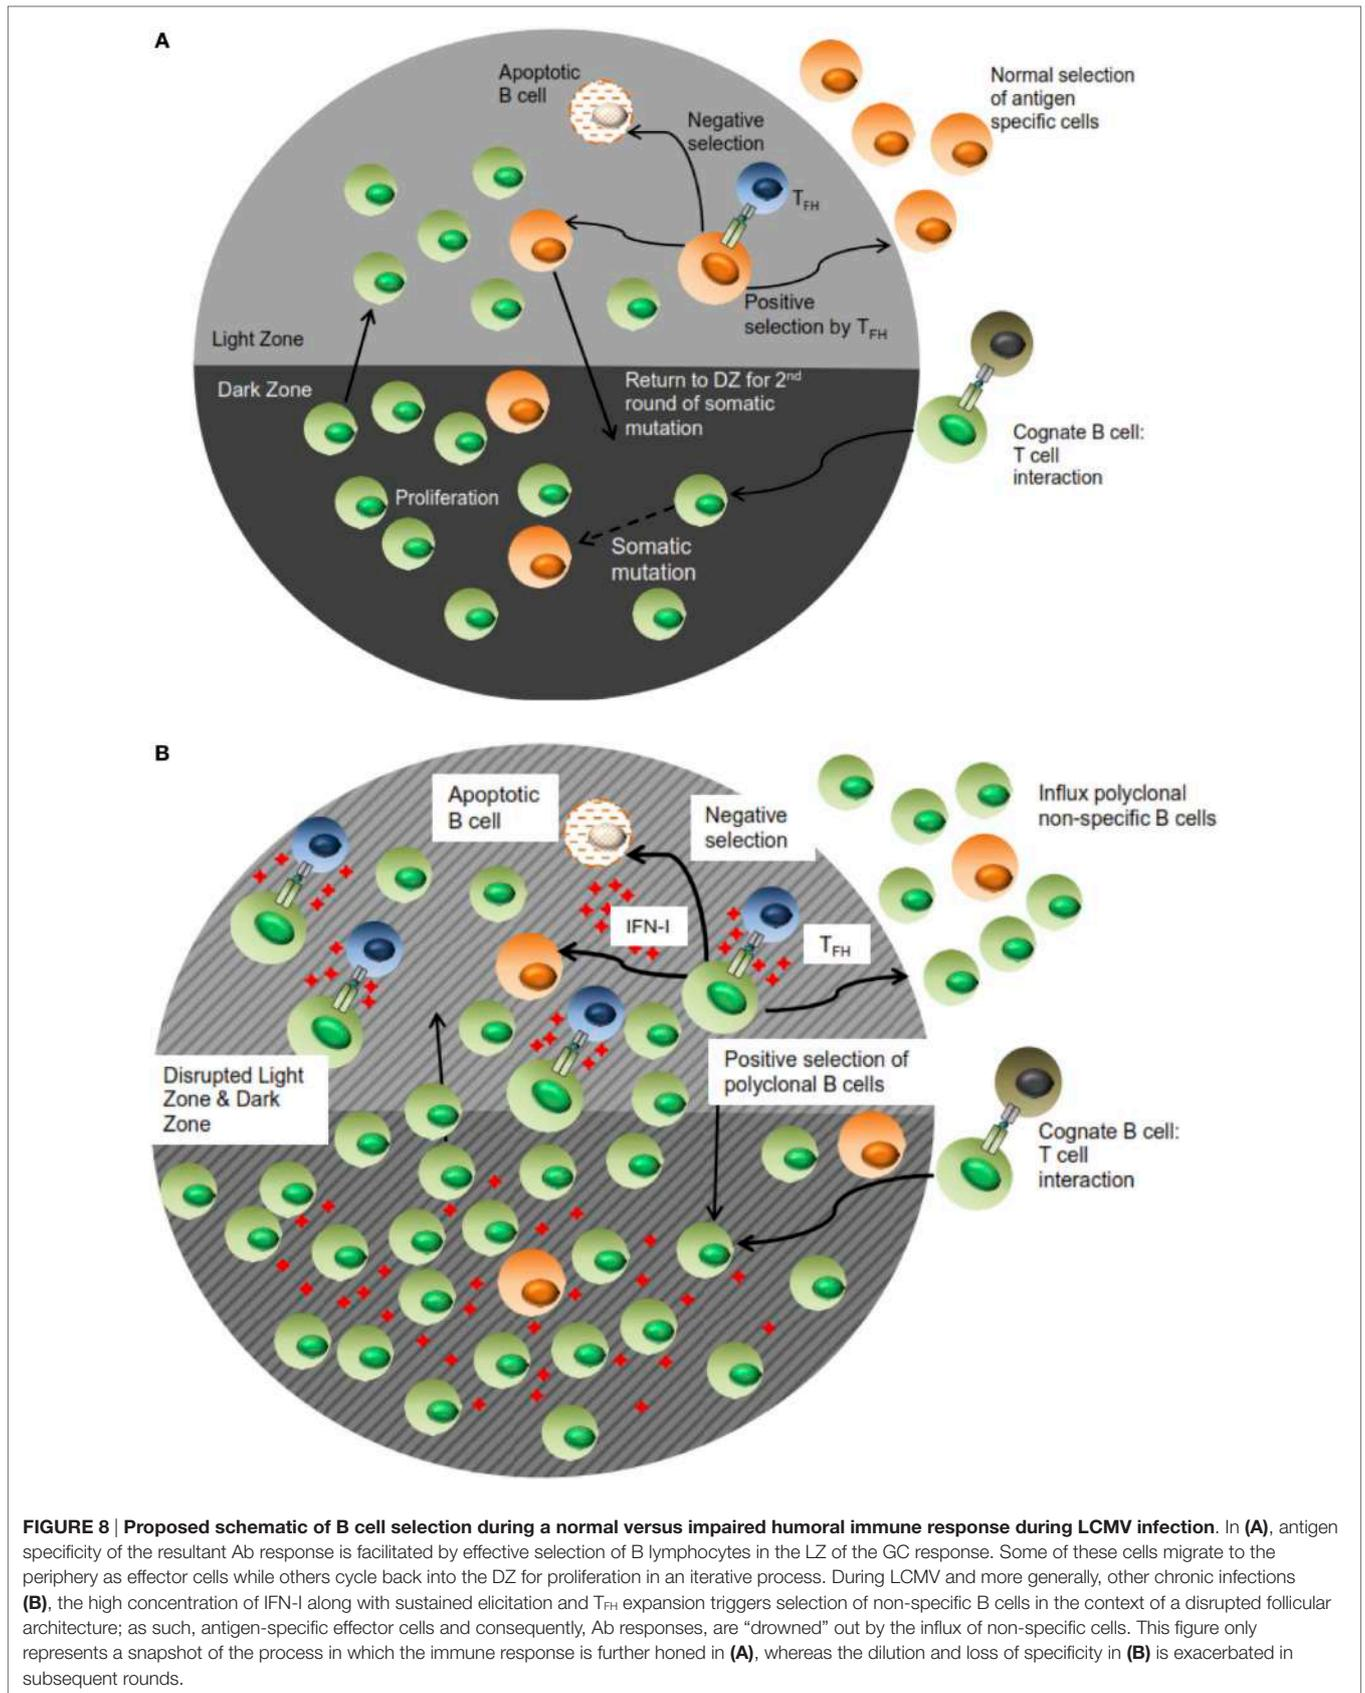 A
Apoptotic
B cell
Negative
selection
Normal selection
of antigen
specific cells
TFH
Positive
selection by TFH
Light Zone
Dark Zone
Return to DZ for 2nd
round of somatic
mutation
Cognate B cell:
T cell
interaction
Proliferation
Somatic
mutation
B
Apoptotic
B cell
Negative
selection
Influx polyclonal
non-specific B cells
IFN-I
TFH
Positive selection of
polyclonal B cells
Disrupted Light
Zone & Dark
Zone
Cognate B cell:
T cell
interaction
FIGURE 8 | Proposed schematic of B cell selection during a normal versus impaired humoral immune response during LCMV infection. In (A), antigen
specificity of the resultant Ab response is facilitated by effective selection of B lymphocytes in the LZ of the GC response. Some of these cells migrate to the
periphery as effector cells while others cycle back into the DZ for proliferation in an iterative process. During LCMV and more generally, other chronic infections
(B), the high concentration of IFN-I along with sustained elicitation and TFH expansion triggers selection of non-specific B cells in the context of a disrupted follicular
architecture; as such, antigen-specific effector cells and consequently, Ab responses, are “drowned” out by the influx of non-specific cells. This figure only
represents a snapshot of the process in which the immune response is further honed in (A), whereas the dilution and loss of specificity in (B) is exacerbated in
subsequent rounds.